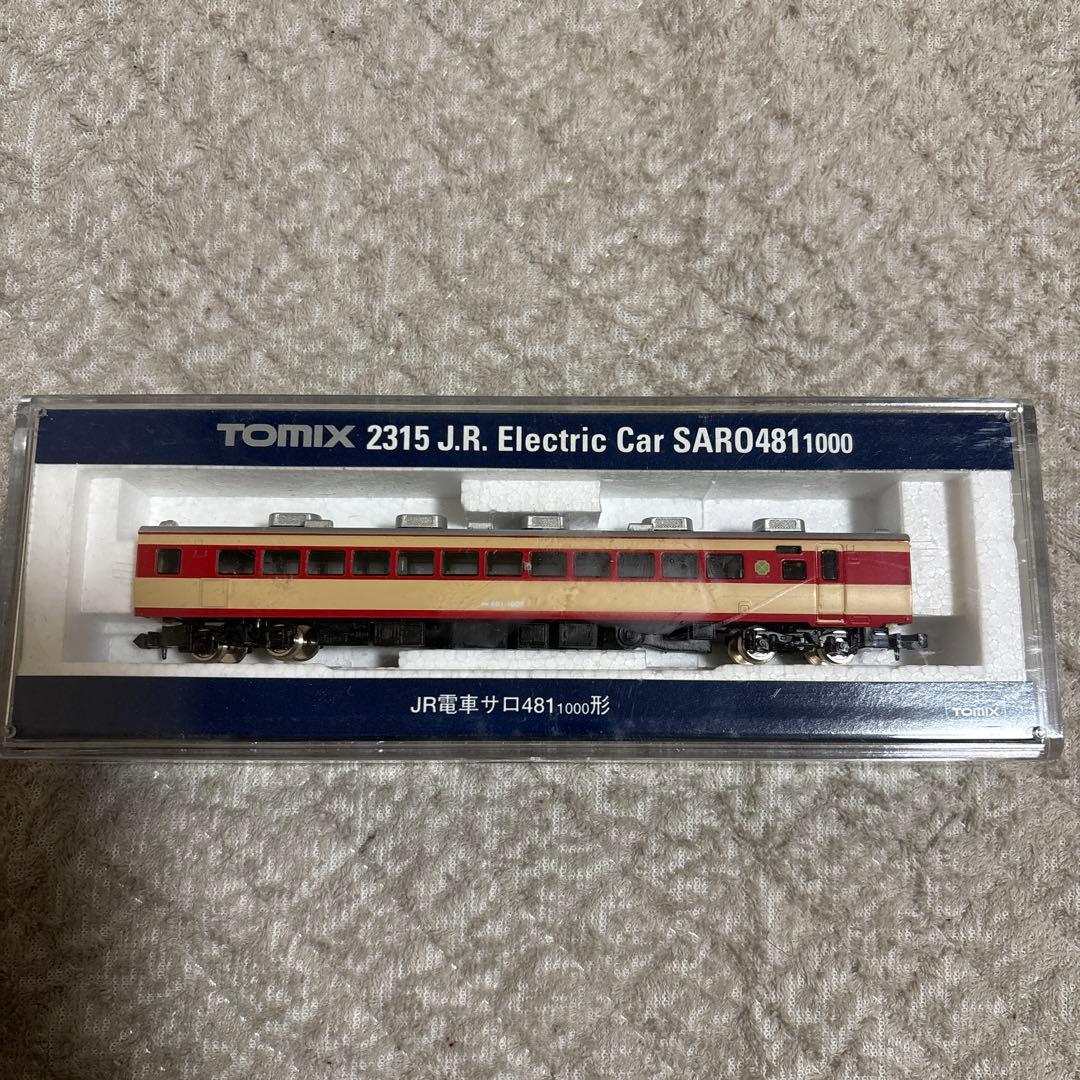 TOMIX 2315 J.R. Electric Car SARO481 1000
JR電車サロ481 1000形
TOMIX